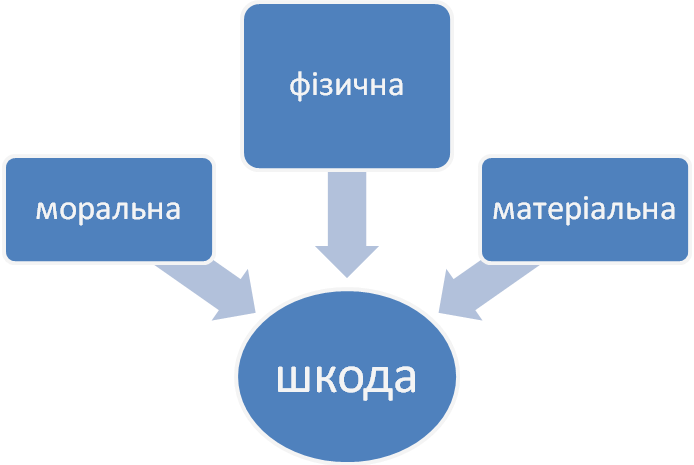 фізична
моральна
матеріальна
шкода